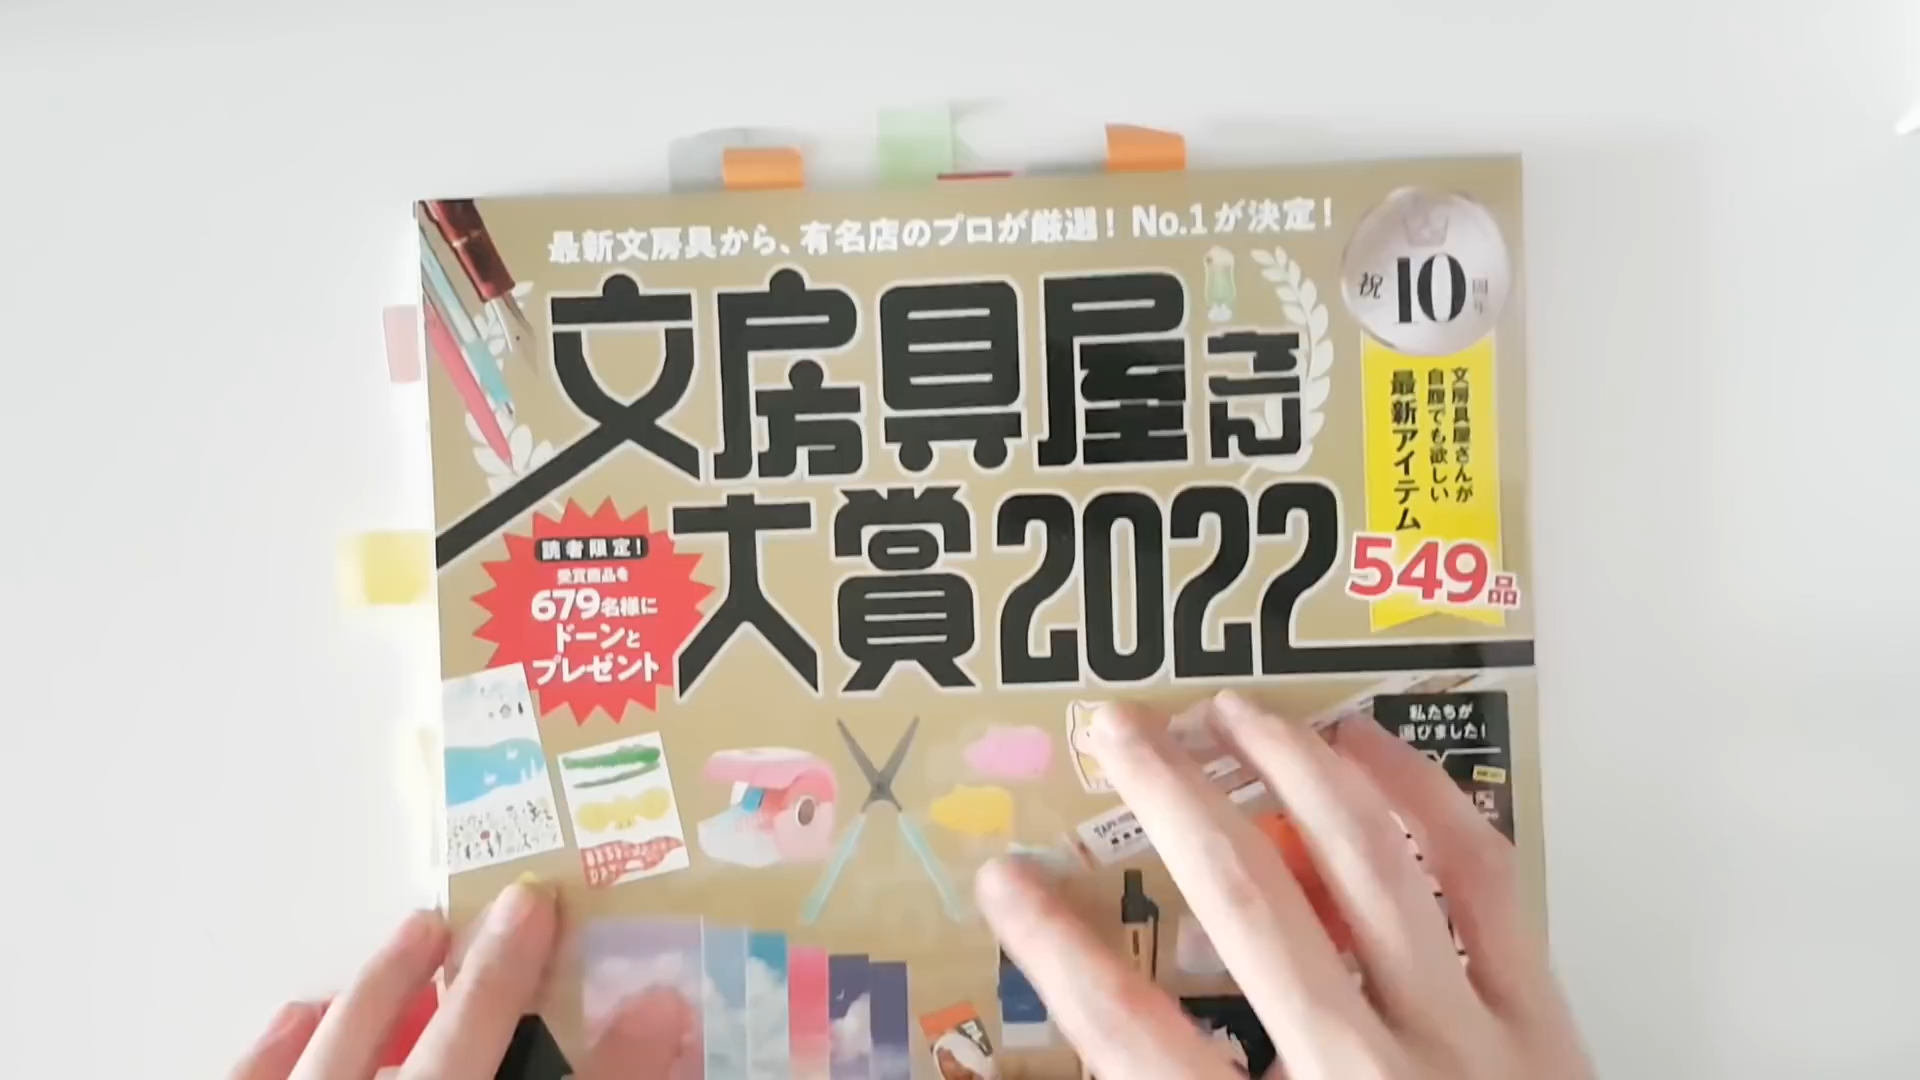 最新文房具から、有名店のプロが厳選！No.1が決定！
文房具屋さん
大賞2022
祝10周年
文房具屋さんが
自腹でも欲しい
最新アイテム
549品
読者限定！
受賞商品を
679名様に
ドーンと
プレゼント
私たちが
選びました！